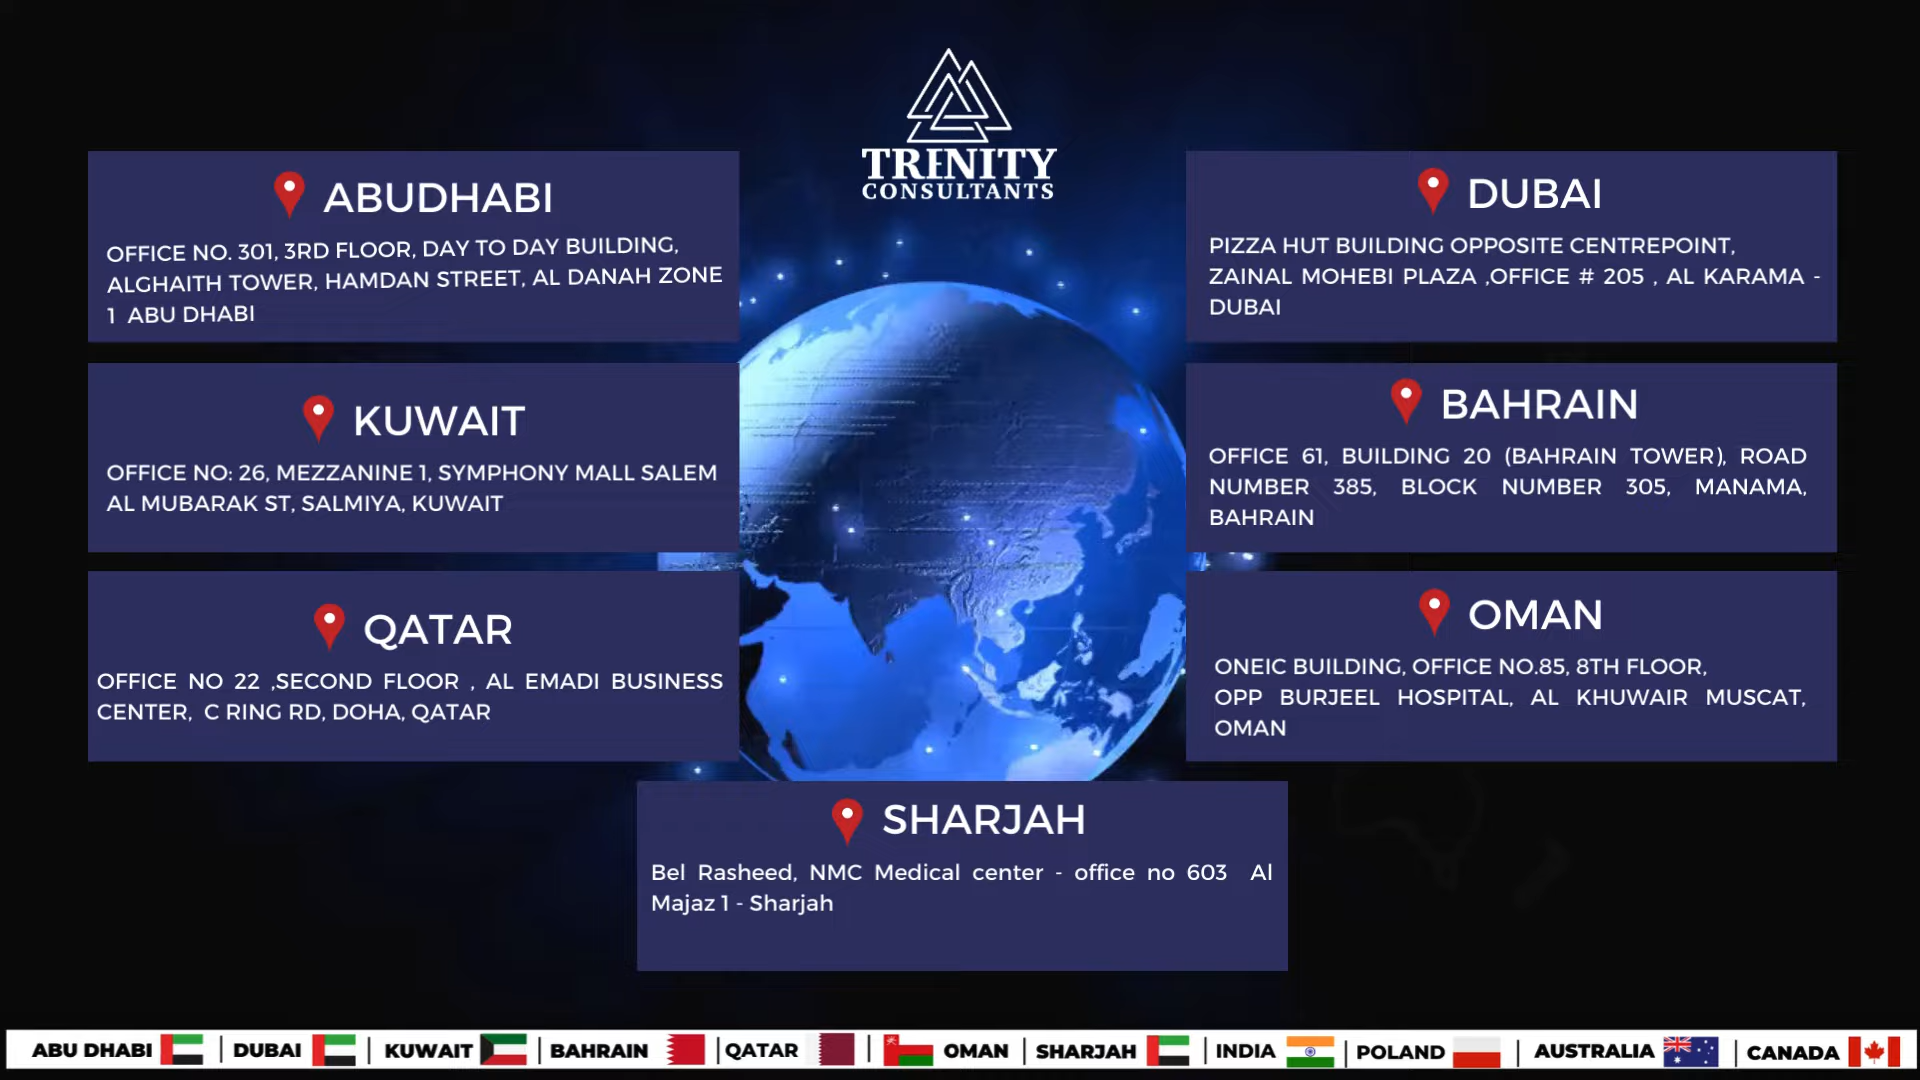 TRENITY
CONSULTANTS
ABUDHABI
OFFICE NO. 301, 3RD FLOOR, DAY TO DAY BUILDING,
ALGHAITH TOWER, HAMDAN STREET, AL DANAH ZONE
1 ABU DHABI
DUBAI
PIZZA HUT BUILDING OPPOSITE CENTREPOINT,
ZAINAL MOHEBI PLAZA ,OFFICE # 205 , AL KARAMA -
DUBAI
KUWAIT
OFFICE NO: 26, MEZZANINE 1, SYMPHONY MALL SALEM
AL MUBARAK ST, SALMIYA, KUWAIT
BAHRAIN
OFFICE 61, BUILDING 20 (BAHRAIN TOWER), ROAD
NUMBER 385, BLOCK NUMBER 305, MANAMA,
BAHRAIN
QATAR
OFFICE NO 22 ,SECOND FLOOR , AL EMADI BUSINESS
CENTER, C RING RD, DOHA, QATAR
OMAN
ONEIC BUILDING, OFFICE NO.85, 8TH FLOOR,
OPP BURJEEL HOSPITAL, AL KHUWAIR MUSCAT,
OMAN
SHARJAH
Bel Rasheed, NMC Medical center - office no 603 Al
Majaz 1 - Sharjah
ABU DHABI | DUBAI | KUWAIT | BAHRAIN | QATAR | OMAN | SHARJAH | INDIA | POLAND | AUSTRALIA | CANADA